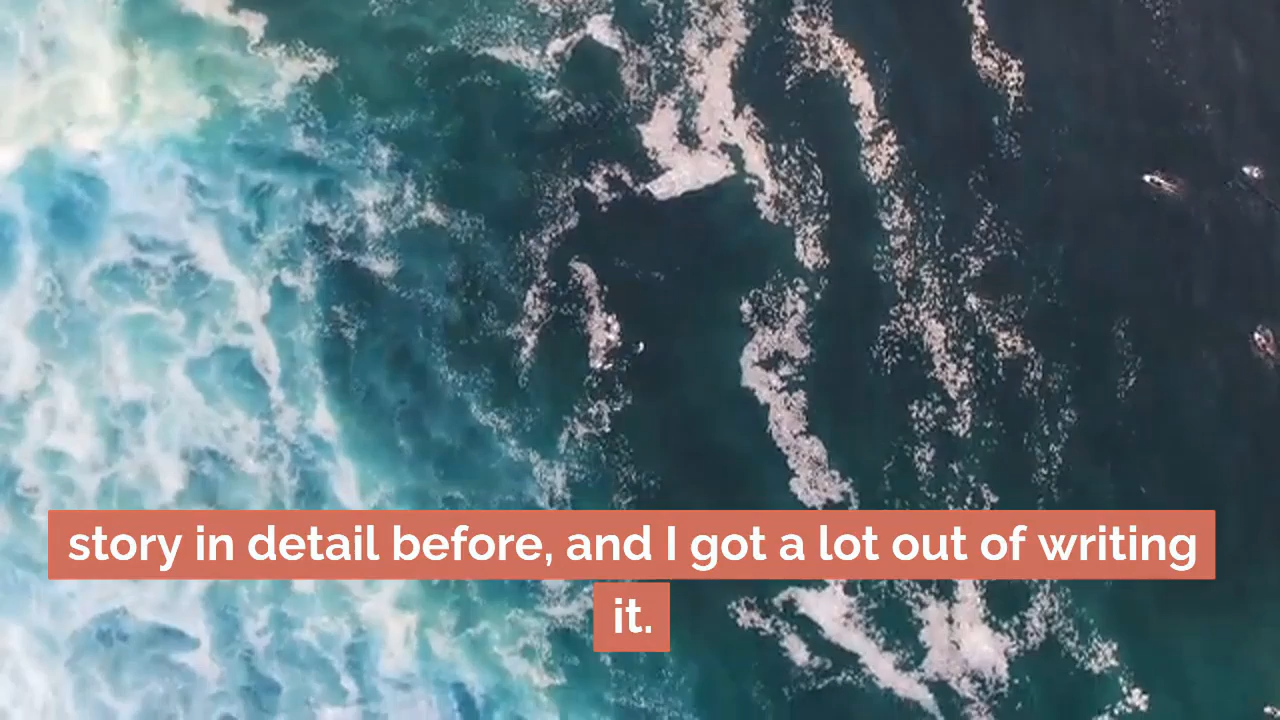 story in detail before, and I got a lot out of writing
it.